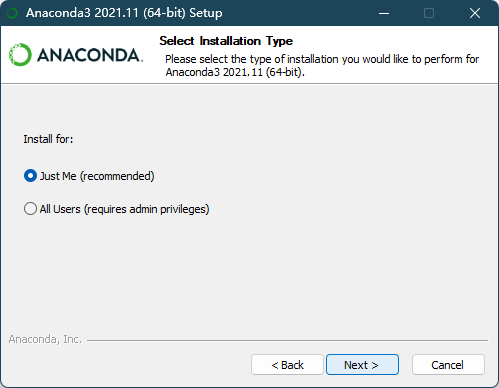 Anaconda3 2021.11 (64-bit) Setup
ANACONDA.
Select Installation Type
Please select the type of installation you would like to perform for
Anaconda3 2021.11 (64-bit).
Install for:
Just Me (recommended)
All Users (requires admin privileges)
Anaconda, Inc.
< Back
Next >
Cancel